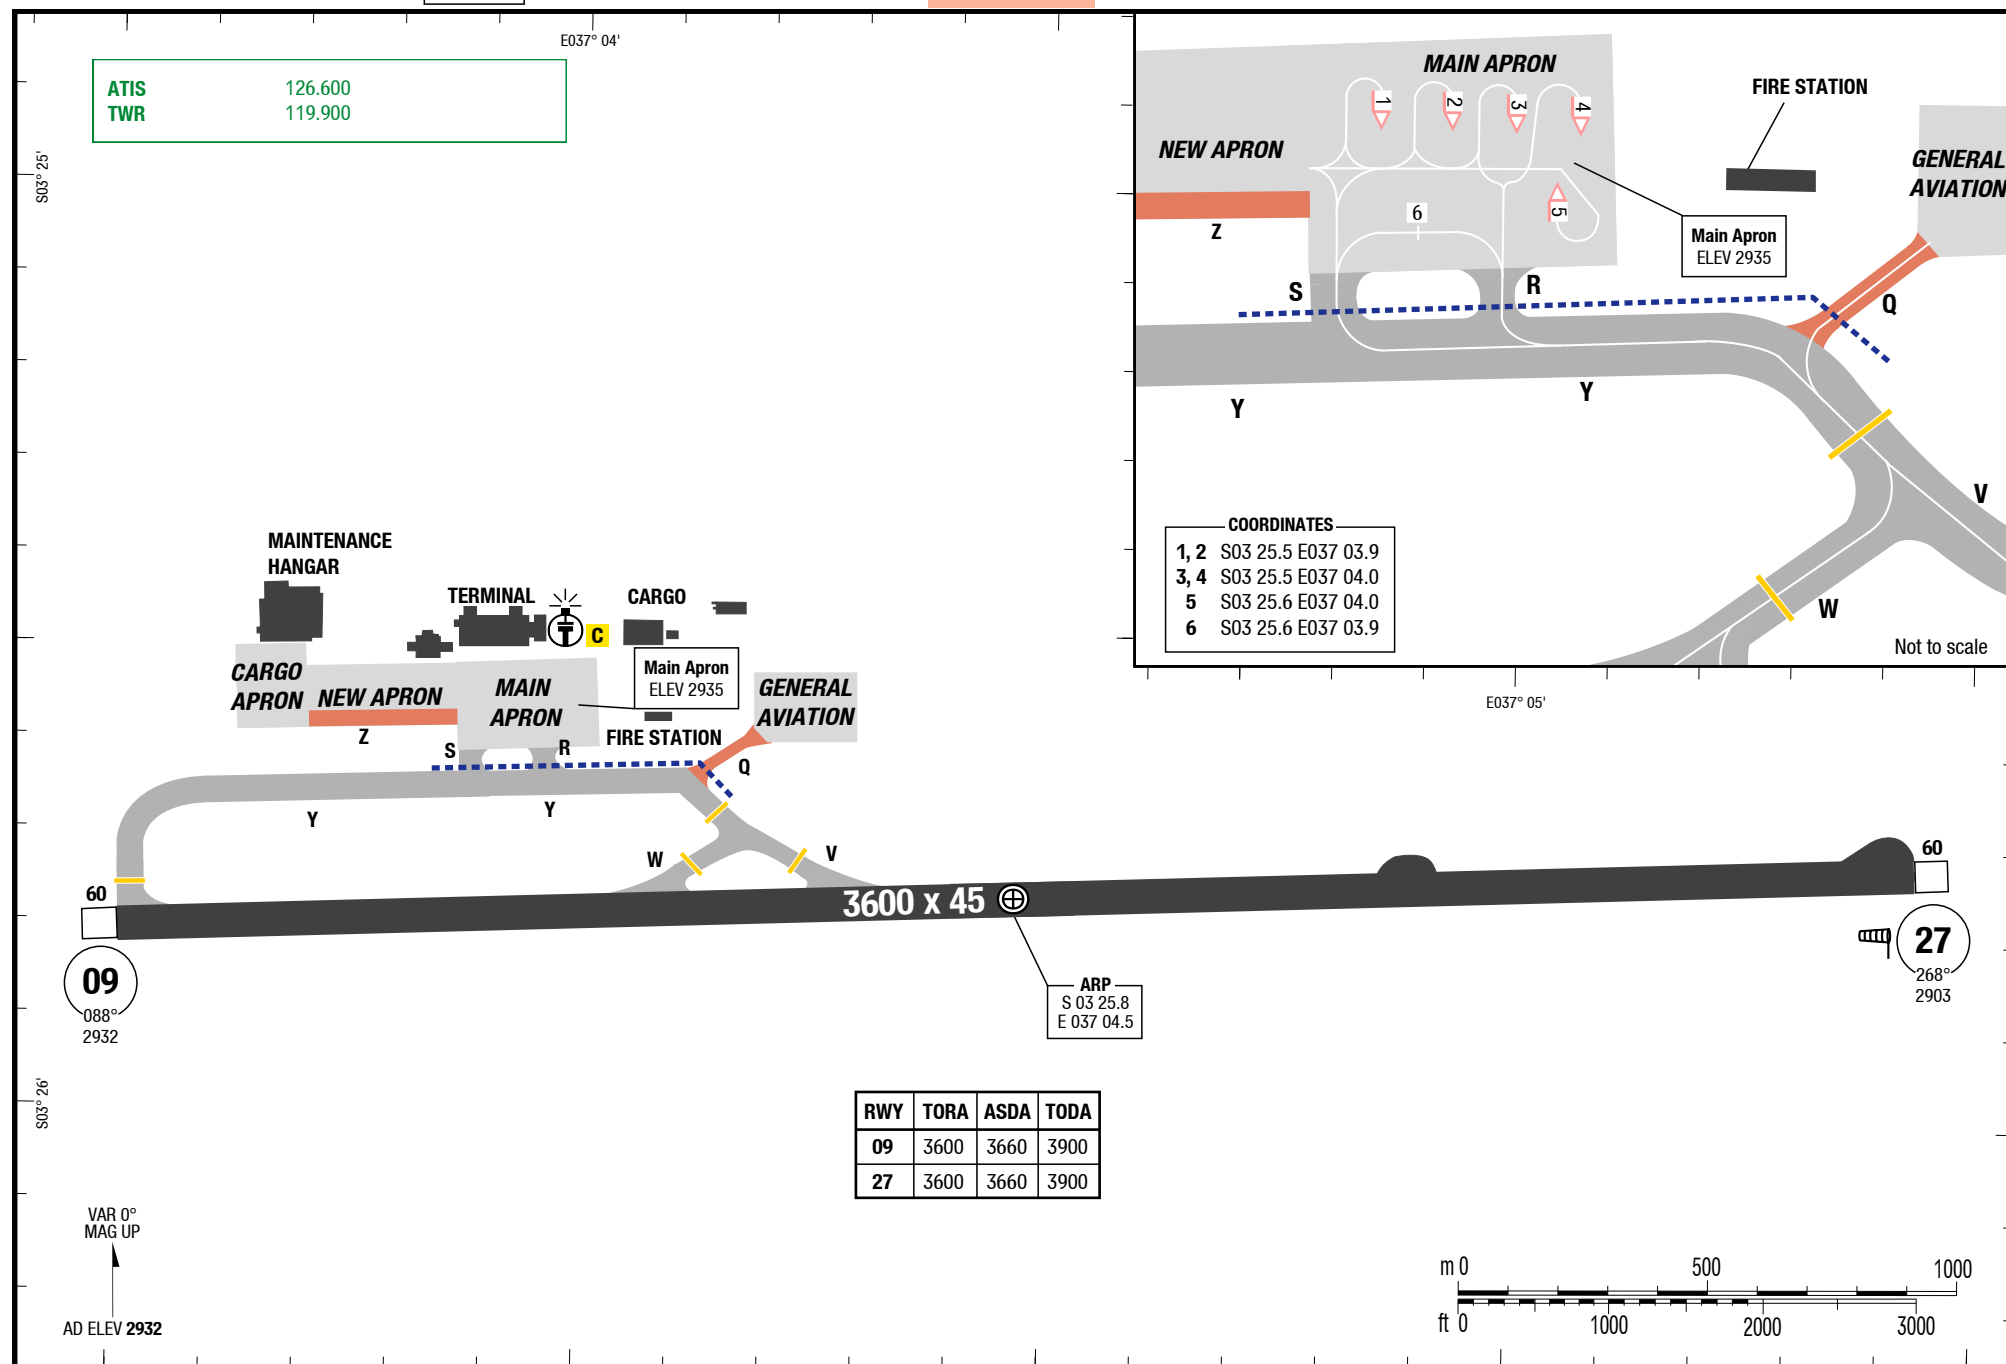 E037° 04'
ATIS 126.600
TWR 119.900
S03° 25'
MAIN APRON
1
2
3
4
FIRE STATION
NEW APRON
GENERAL
AVIATION
Z
6
5
Main Apron
ELEV 2935
S
R
Q
Y
Y
V
W
COORDINATES
1, 2 S03 25.5 E037 03.9
3, 4 S03 25.5 E037 04.0
5 S03 25.6 E037 04.0
6 S03 25.6 E037 03.9
Not to scale
E037° 05'
MAINTENANCE
HANGAR
TERMINAL
C
CARGO
CARGO
APRON
NEW APRON
MAIN
APRON
Main Apron
ELEV 2935
GENERAL
AVIATION
Z
S
R
FIRE STATION
Q
Y
Y
W
V
60
3600 x 45
60
09
088°
2932
27
268°
2903
ARP
S 03 25.8
E 037 04.5
S03° 26'
RWY TORA ASDA TODA
09 3600 3660 3900
27 3600 3660 3900
VAR 0°
MAG UP
AD ELEV 2932
m 0 500 1000
ft 0 1000 2000 3000